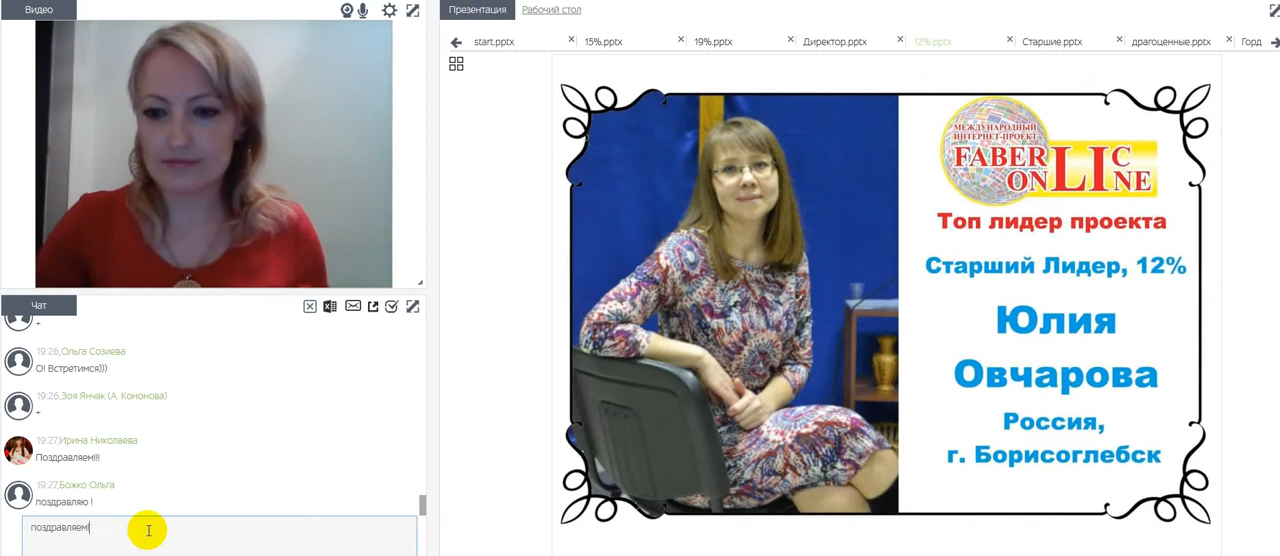 Видео
Чат
+
19:26,Ольга Созиева
О! Встретимся)))
19:26,Зоя Янчак (А. Кононова)
+
19:27,Ирина Николаева
Поздравляем!!!
19:27,Божко Ольга
поздравляю !
поздравляем!
Презентация
Рабочий стол
start.pptx
15%.pptx
19%.pptx
Директор.pptx
12%.pptx
Старшие.pptx
драгоценные.pptx
Горд
МЕЖДУНАРОДНЫЙ
ИНТЕРНЕТ-ПРОЕКТ
FABERLIC
ONLINE
Топ лидер проекта
Старший Лидер, 12%
Юлия
Овчарова
Россия,
г. Борисоглебск